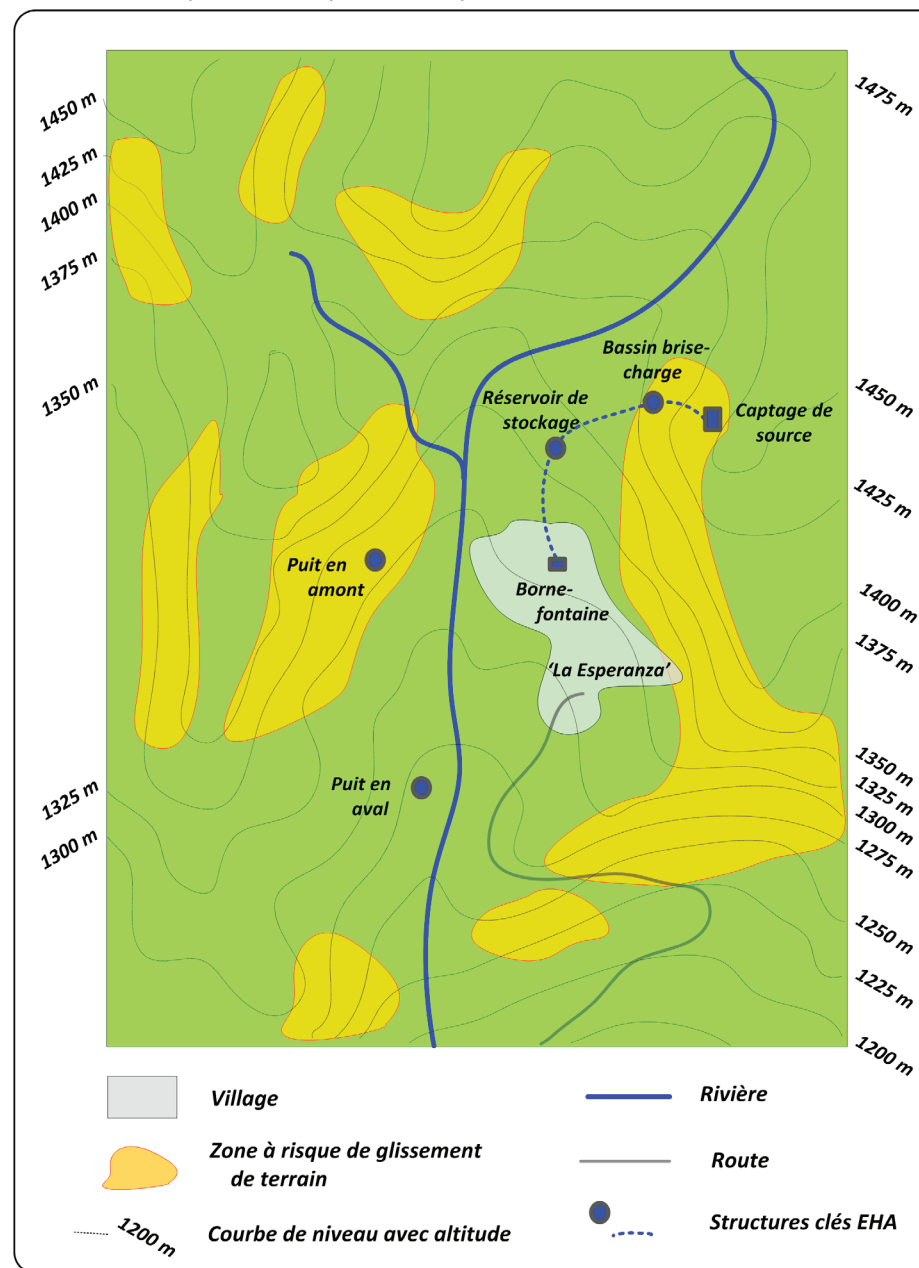 1475 m
1450 m
1425 m
1400 m
1375 m
1350 m
Bassin brise-
charge
Réservoir de
stockage
1450 m
Captage de
source
1425 m
Puit en
amont
Borne-
fontaine
1400 m
1375 m
‘La Esperanza’
1350 m
1325 m
1300 m
1275 m
Puit en
aval
1325 m
1300 m
1250 m
1225 m
1200 m
Village
Rivière
Zone à risque de glissement
de terrain
Route
1200 m
Courbe de niveau avec altitude
Structures clés EHA